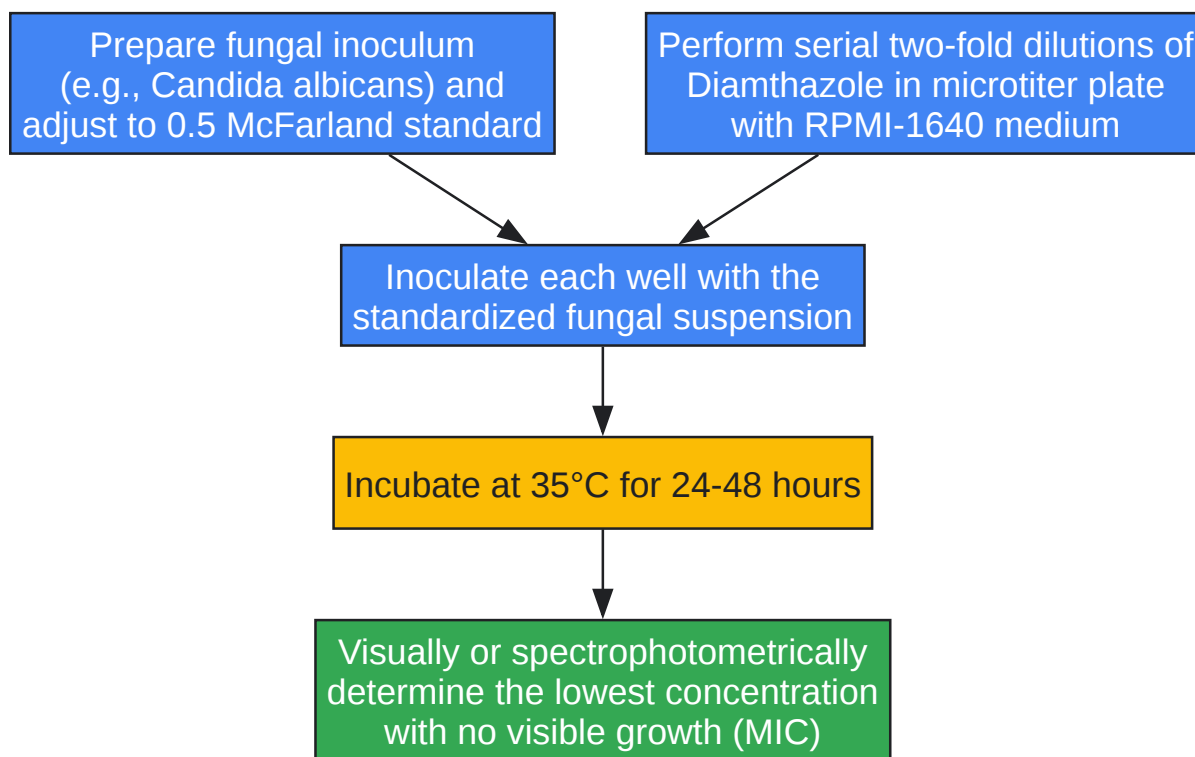 Prepare fungal inoculum
(e.g., Candida albicans) and
adjust to 0.5 McFarland standard
Perform serial two-fold dilutions of
Diamthazole in microtiter plate
with RPMI-1640 medium
Inoculate each well with the
standardized fungal suspension
Incubate at 35°C for 24-48 hours
Visually or spectrophotometrically
determine the lowest concentration
with no visible growth (MIC)